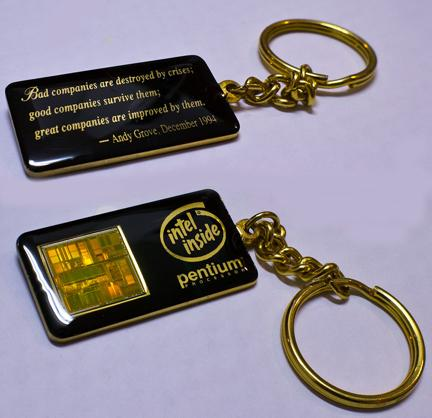 Bad companies are destroyed by crises;
good companies survive them;
great companies are improved by them.
— Andy Grove, December 1994
intel
inside
pentium
PROCESSOR